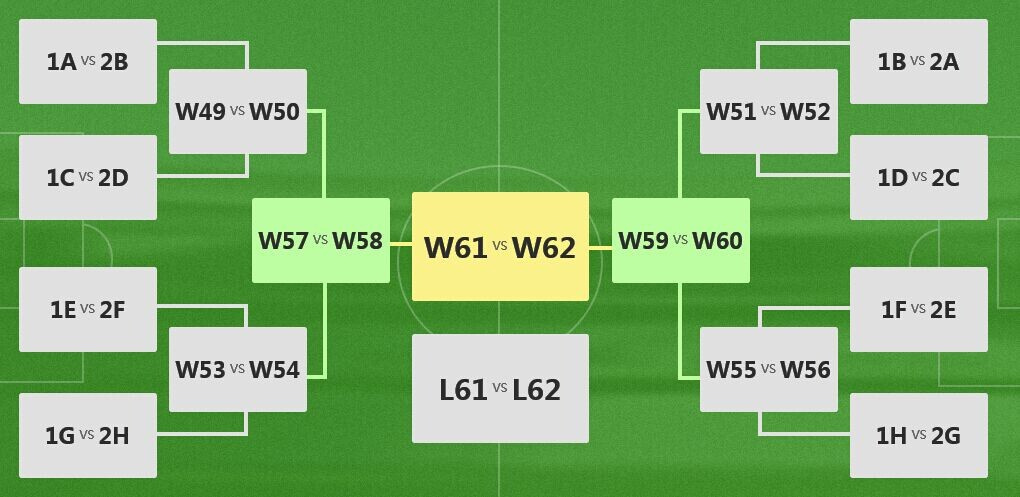 1A vs 2B
1B vs 2A
W49 vs W50
W51 vs W52
1C vs 2D
1D vs 2C
W57 vs W58
W61 vs W62
W59 vs W60
1E vs 2F
1F vs 2E
W53 vs W54
L61 vs L62
W55 vs W56
1G vs 2H
1H vs 2G